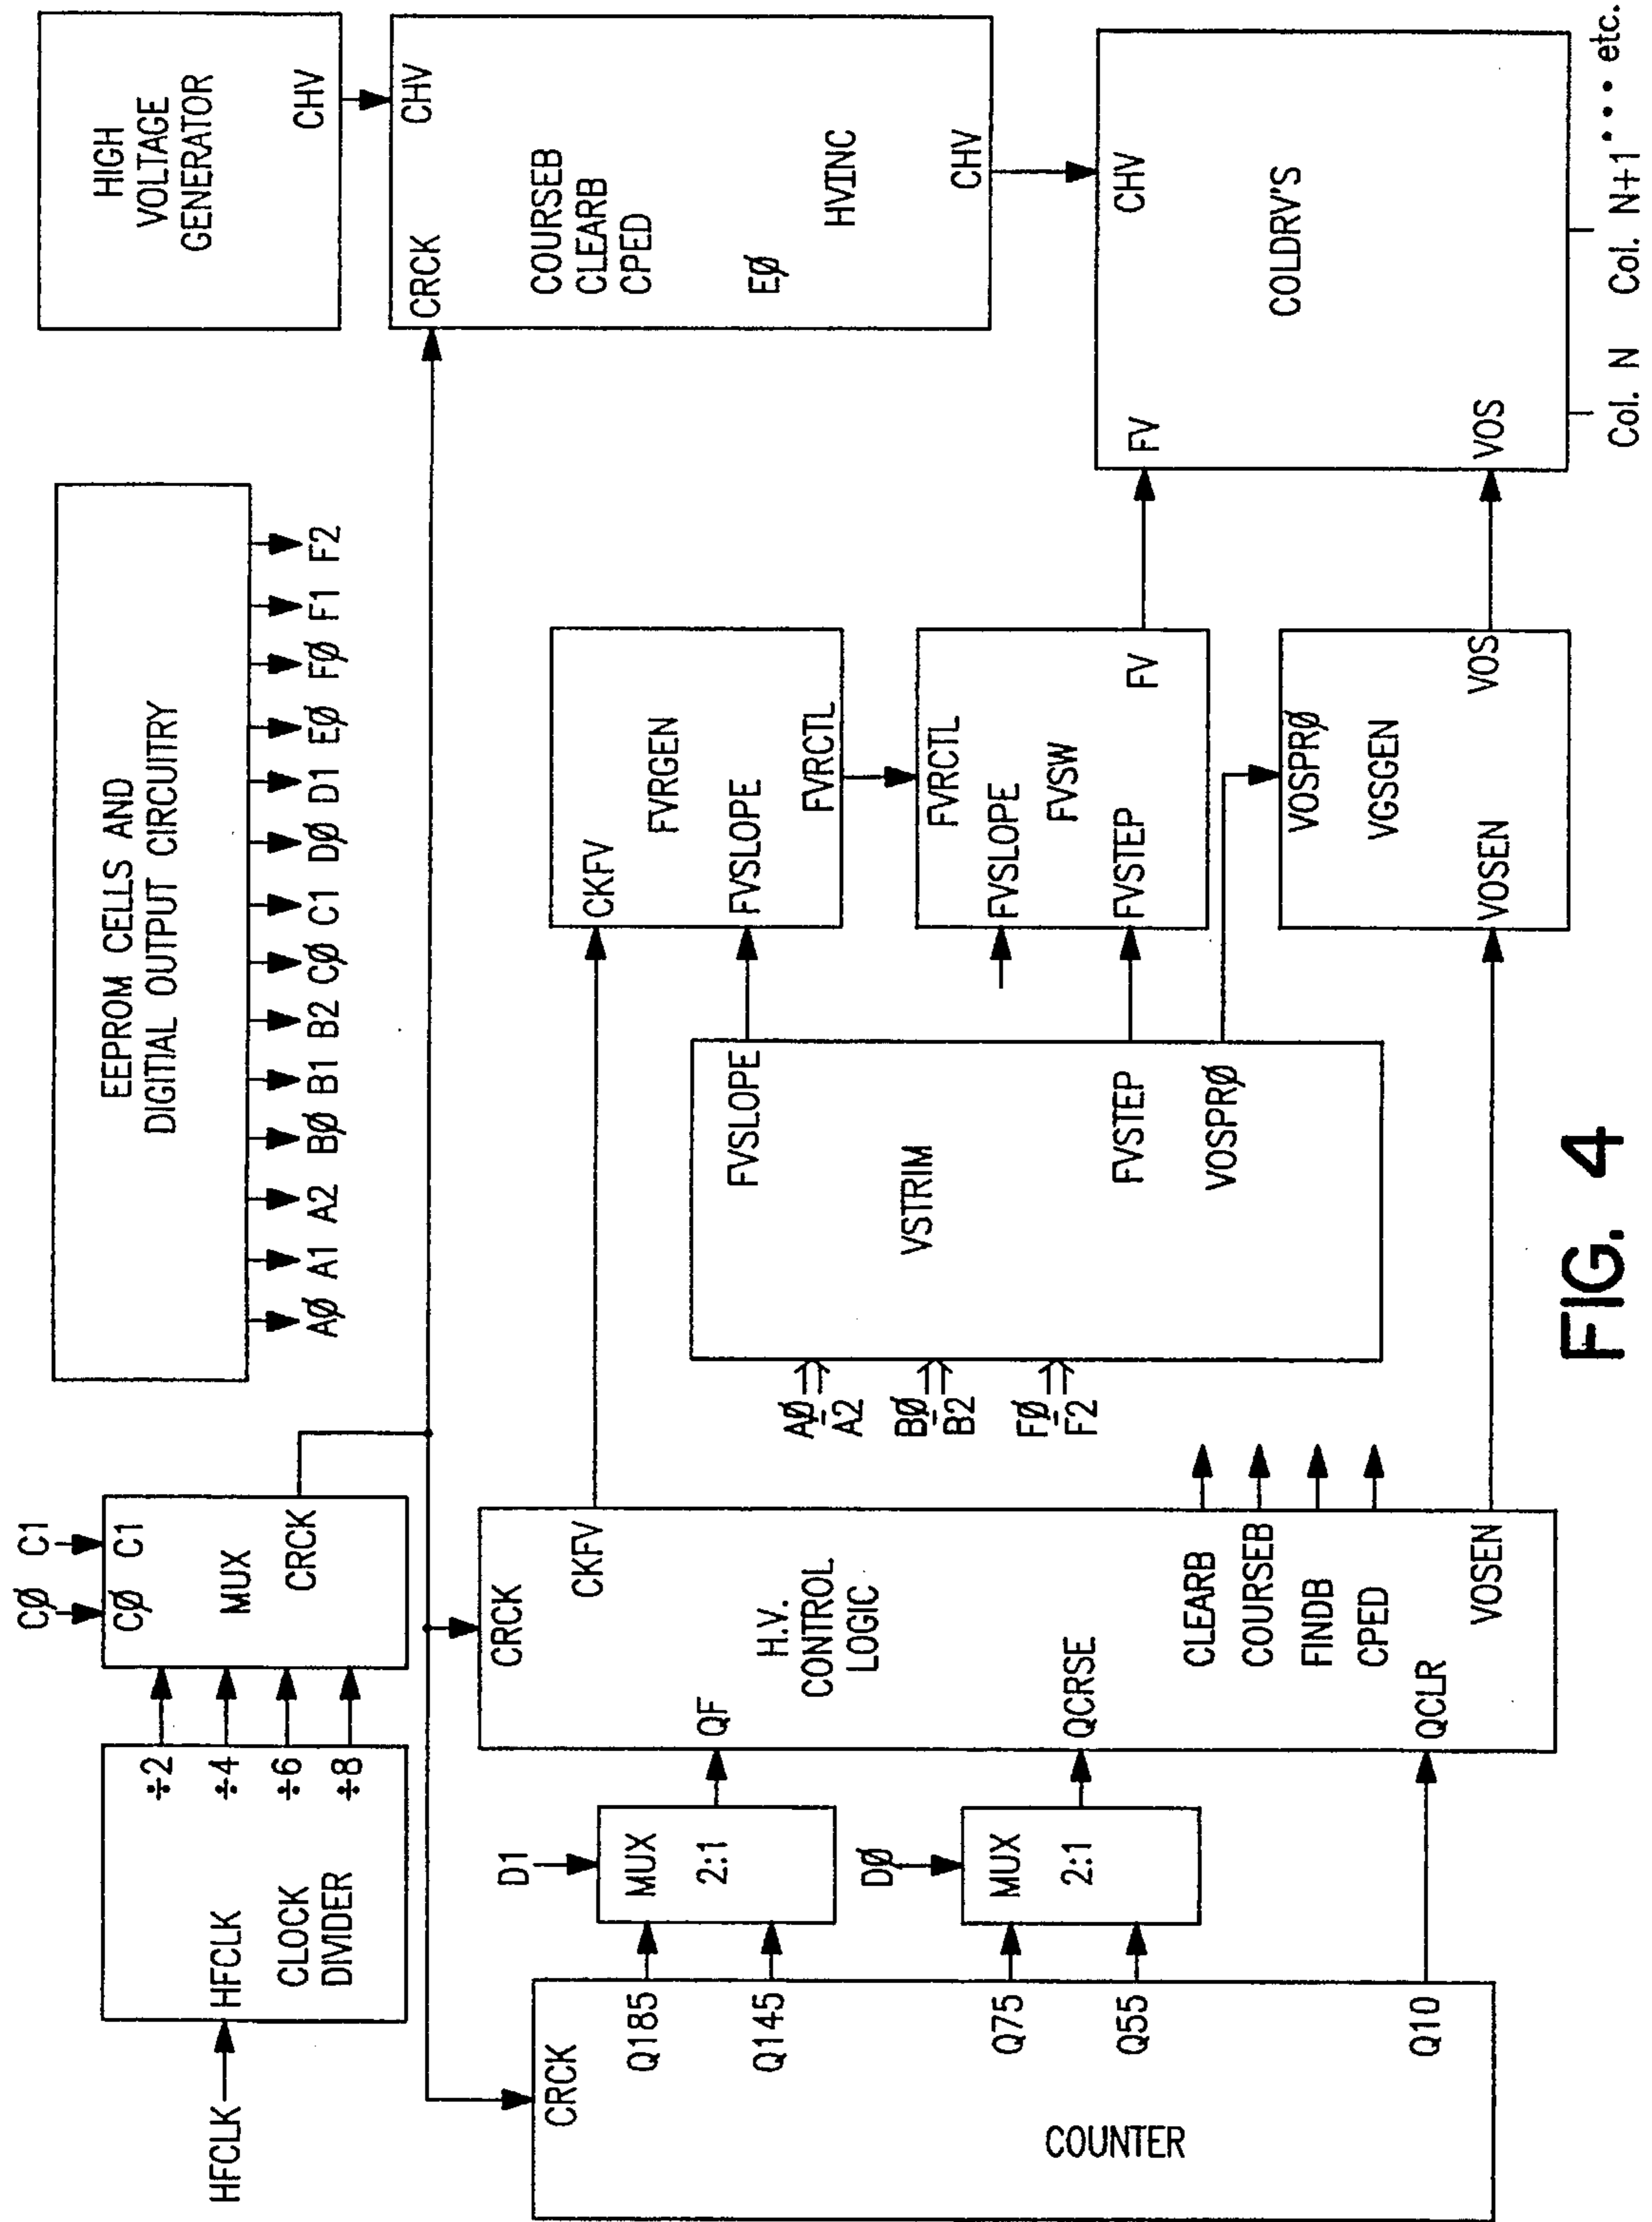 HFCLK
HFCLK
CLOCK
DIVIDER
÷2
÷4
÷6
÷8
CØ C1
CØ C1
MUX
CRCK
EEPROM CELLS AND
DIGITIAL OUTPUT CIRCUITRY
AØ A1 A2 BØ B1 B2 CØ C1 DØ D1 EØ FØ F1 F2
HIGH
VOLTAGE
GENERATOR
CHV
CRCK
CHV
COURSEB
CLEARB
CPED
EØ
HVINC
CHV
CRCK
COUNTER
Q185
Q145
Q75
Q55
Q10
D1
MUX
2:1
DØ
MUX
2:1
CRCK
QF
QCRSE
QCLR
H.V.
CONTROL
LOGIC
CKFV
CLEARB
COURSEB
FINDB
CPED
VOSEN
AØ-A2
BØ-B2
FØ-F2
VSTRIM
FVSLOPE
FVSTEP
VOSPRØ
CKFV
FVRGEN
FVSLOPE
FVRCTL
FVRCTL
FVSLOPE
FVSW
FVSTEP
FV
VOSPRØ
VGSGEN
VOSEN
VOS
FV
CHV
COLDRV'S
VOS
Col. N Col. N+1 • • • etc.
FIG. 4